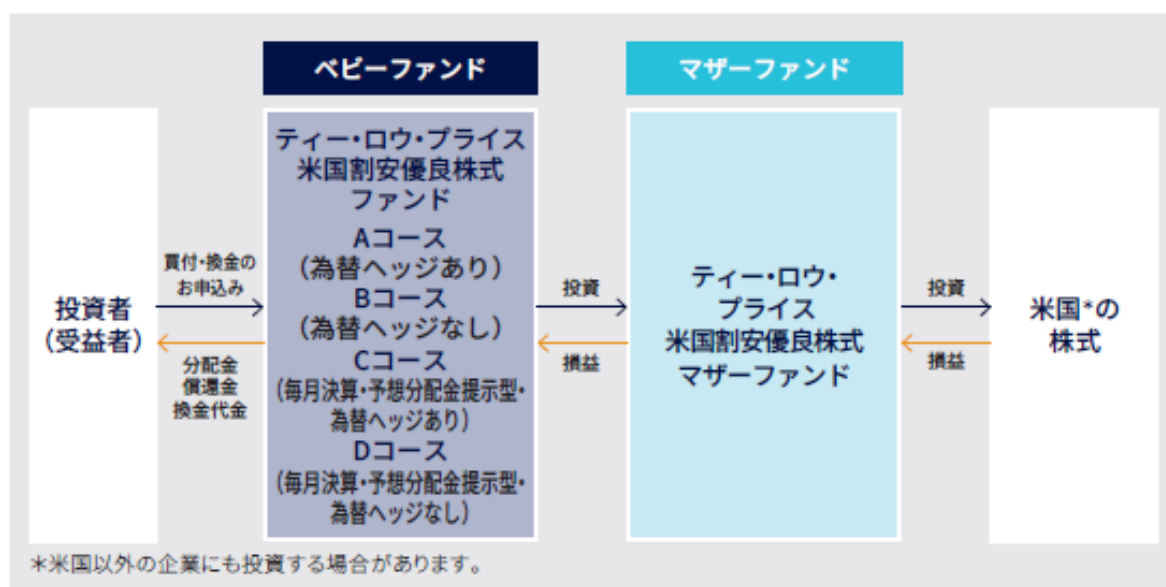 ベビーファンド
マザーファンド
投資者
（受益者）
買付・換金の
お申込み
分配金
償還金
換金代金
ティー・ロウ・プライス
米国割安優良株式
ファンド
Aコース
（為替ヘッジあり）
Bコース
（為替ヘッジなし）
Cコース
（毎月決算・予想分配金提示型・
為替ヘッジあり）
Dコース
（毎月決算・予想分配金提示型・
為替ヘッジなし）
投資
損益
ティー・ロウ・
プライス
米国割安優良株式
マザーファンド
投資
損益
米国*の
株式
＊米国以外の企業にも投資する場合があります。